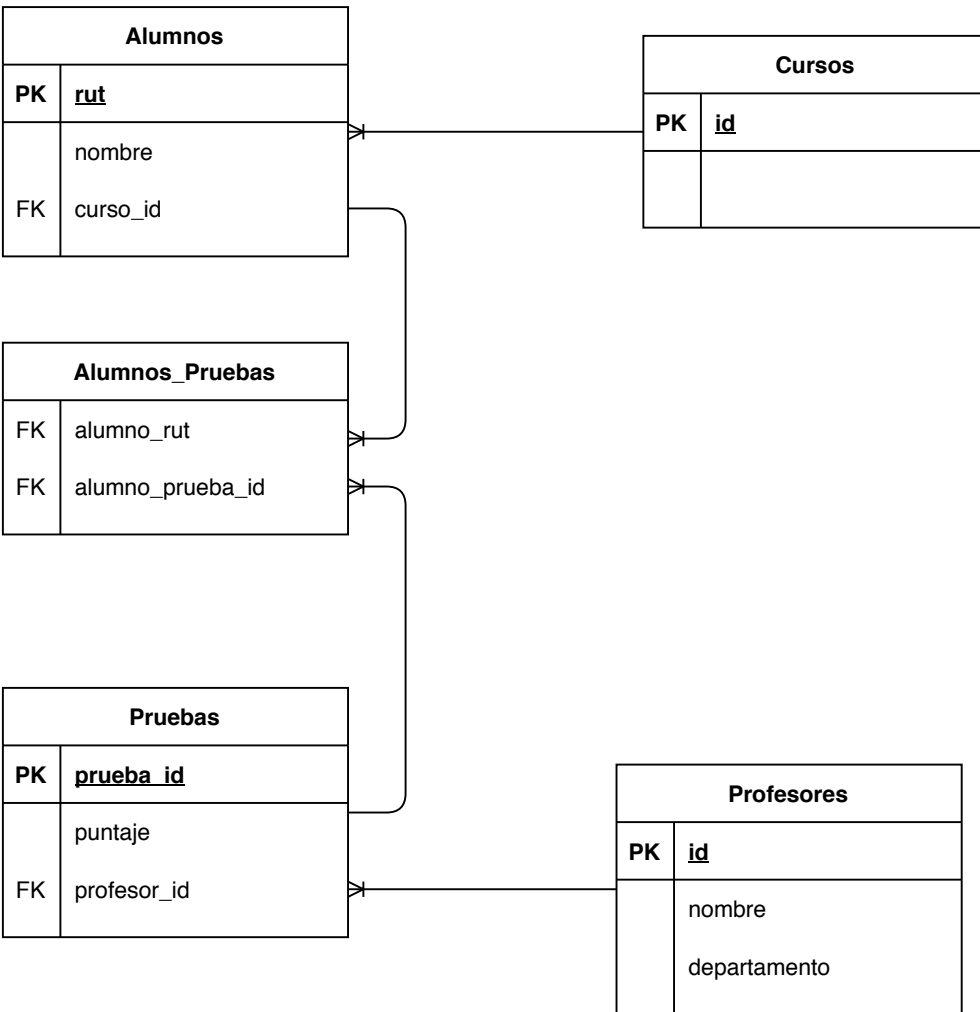 Alumnos
PK rut
nombre
FK curso_id
Cursos
PK id
Alumnos_Pruebas
FK alumno_rut
FK alumno_prueba_id
Pruebas
PK prueba_id
puntaje
FK profesor_id
Profesores
PK id
nombre
departamento